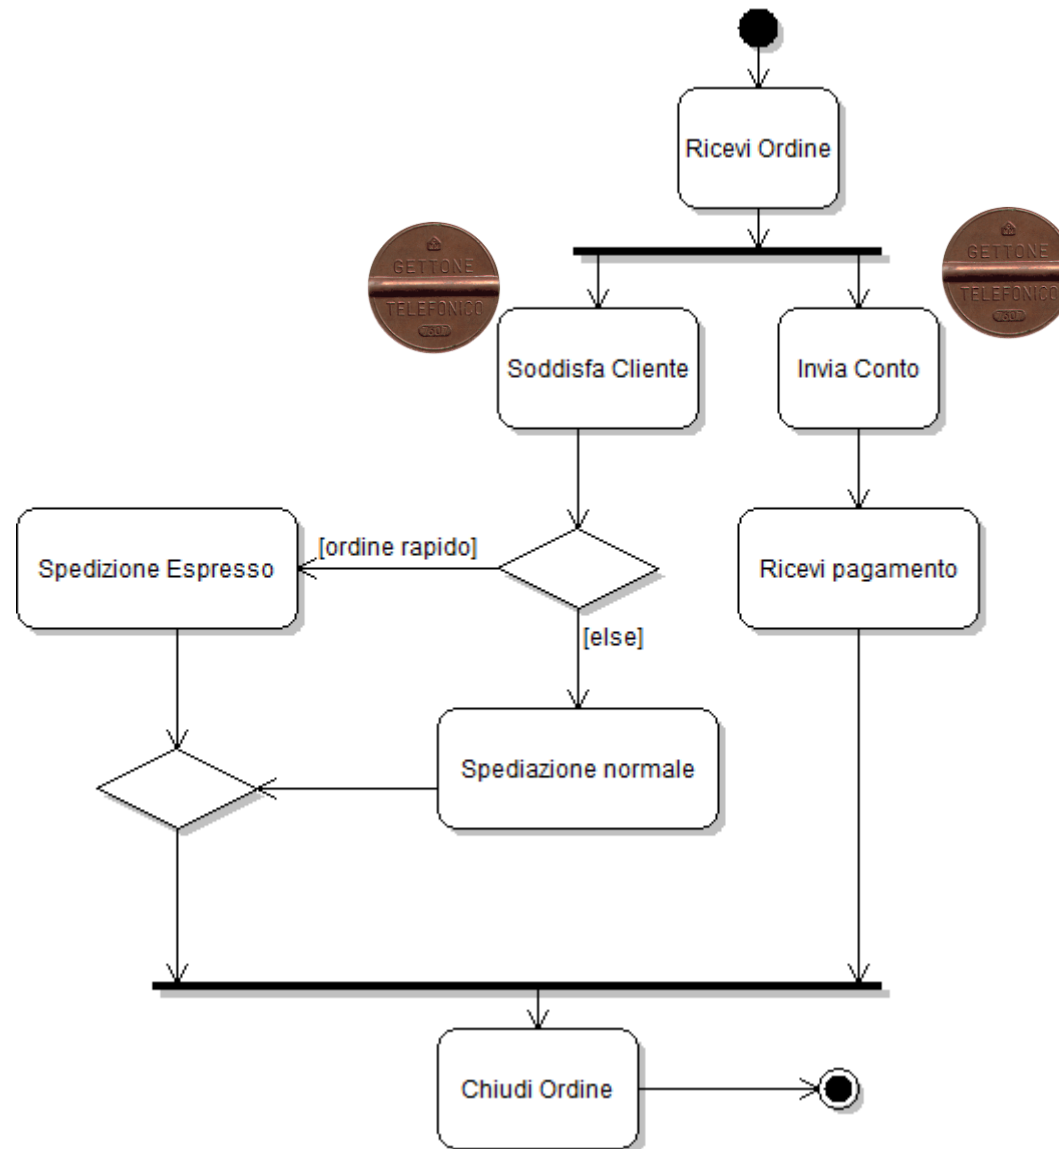 Ricevi Ordine
GETTONE
TELEFONICO
GETTONE
TELEFONICO
Soddisfa Cliente
Invia Conto
Spedizione Espresso
[ordine rapido]
Ricevi pagamento
[else]
Spediazione normale
Chiudi Ordine